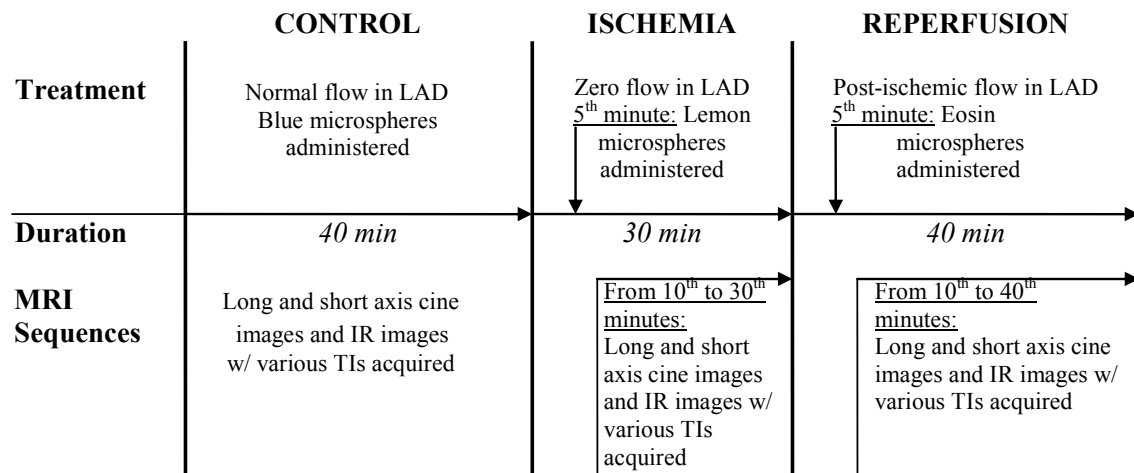 CONTROL
ISCHEMIA
REPERFUSION
Treatment
Normal flow in LAD
Blue microspheres
administered
Zero flow in LAD
5th minute: Lemon
microspheres
administered
Post-ischemic flow in LAD
5th minute: Eosin
microspheres
administered
Duration
40 min
30 min
40 min
MRI
Sequences
Long and short axis cine
images and IR images
w/ various TIs acquired
From 10th to 30th
minutes:
Long and short
axis cine images
and IR images w/
various TIs
acquired
From 10th to 40th
minutes:
Long and short axis cine
images and IR images w/
various TIs acquired